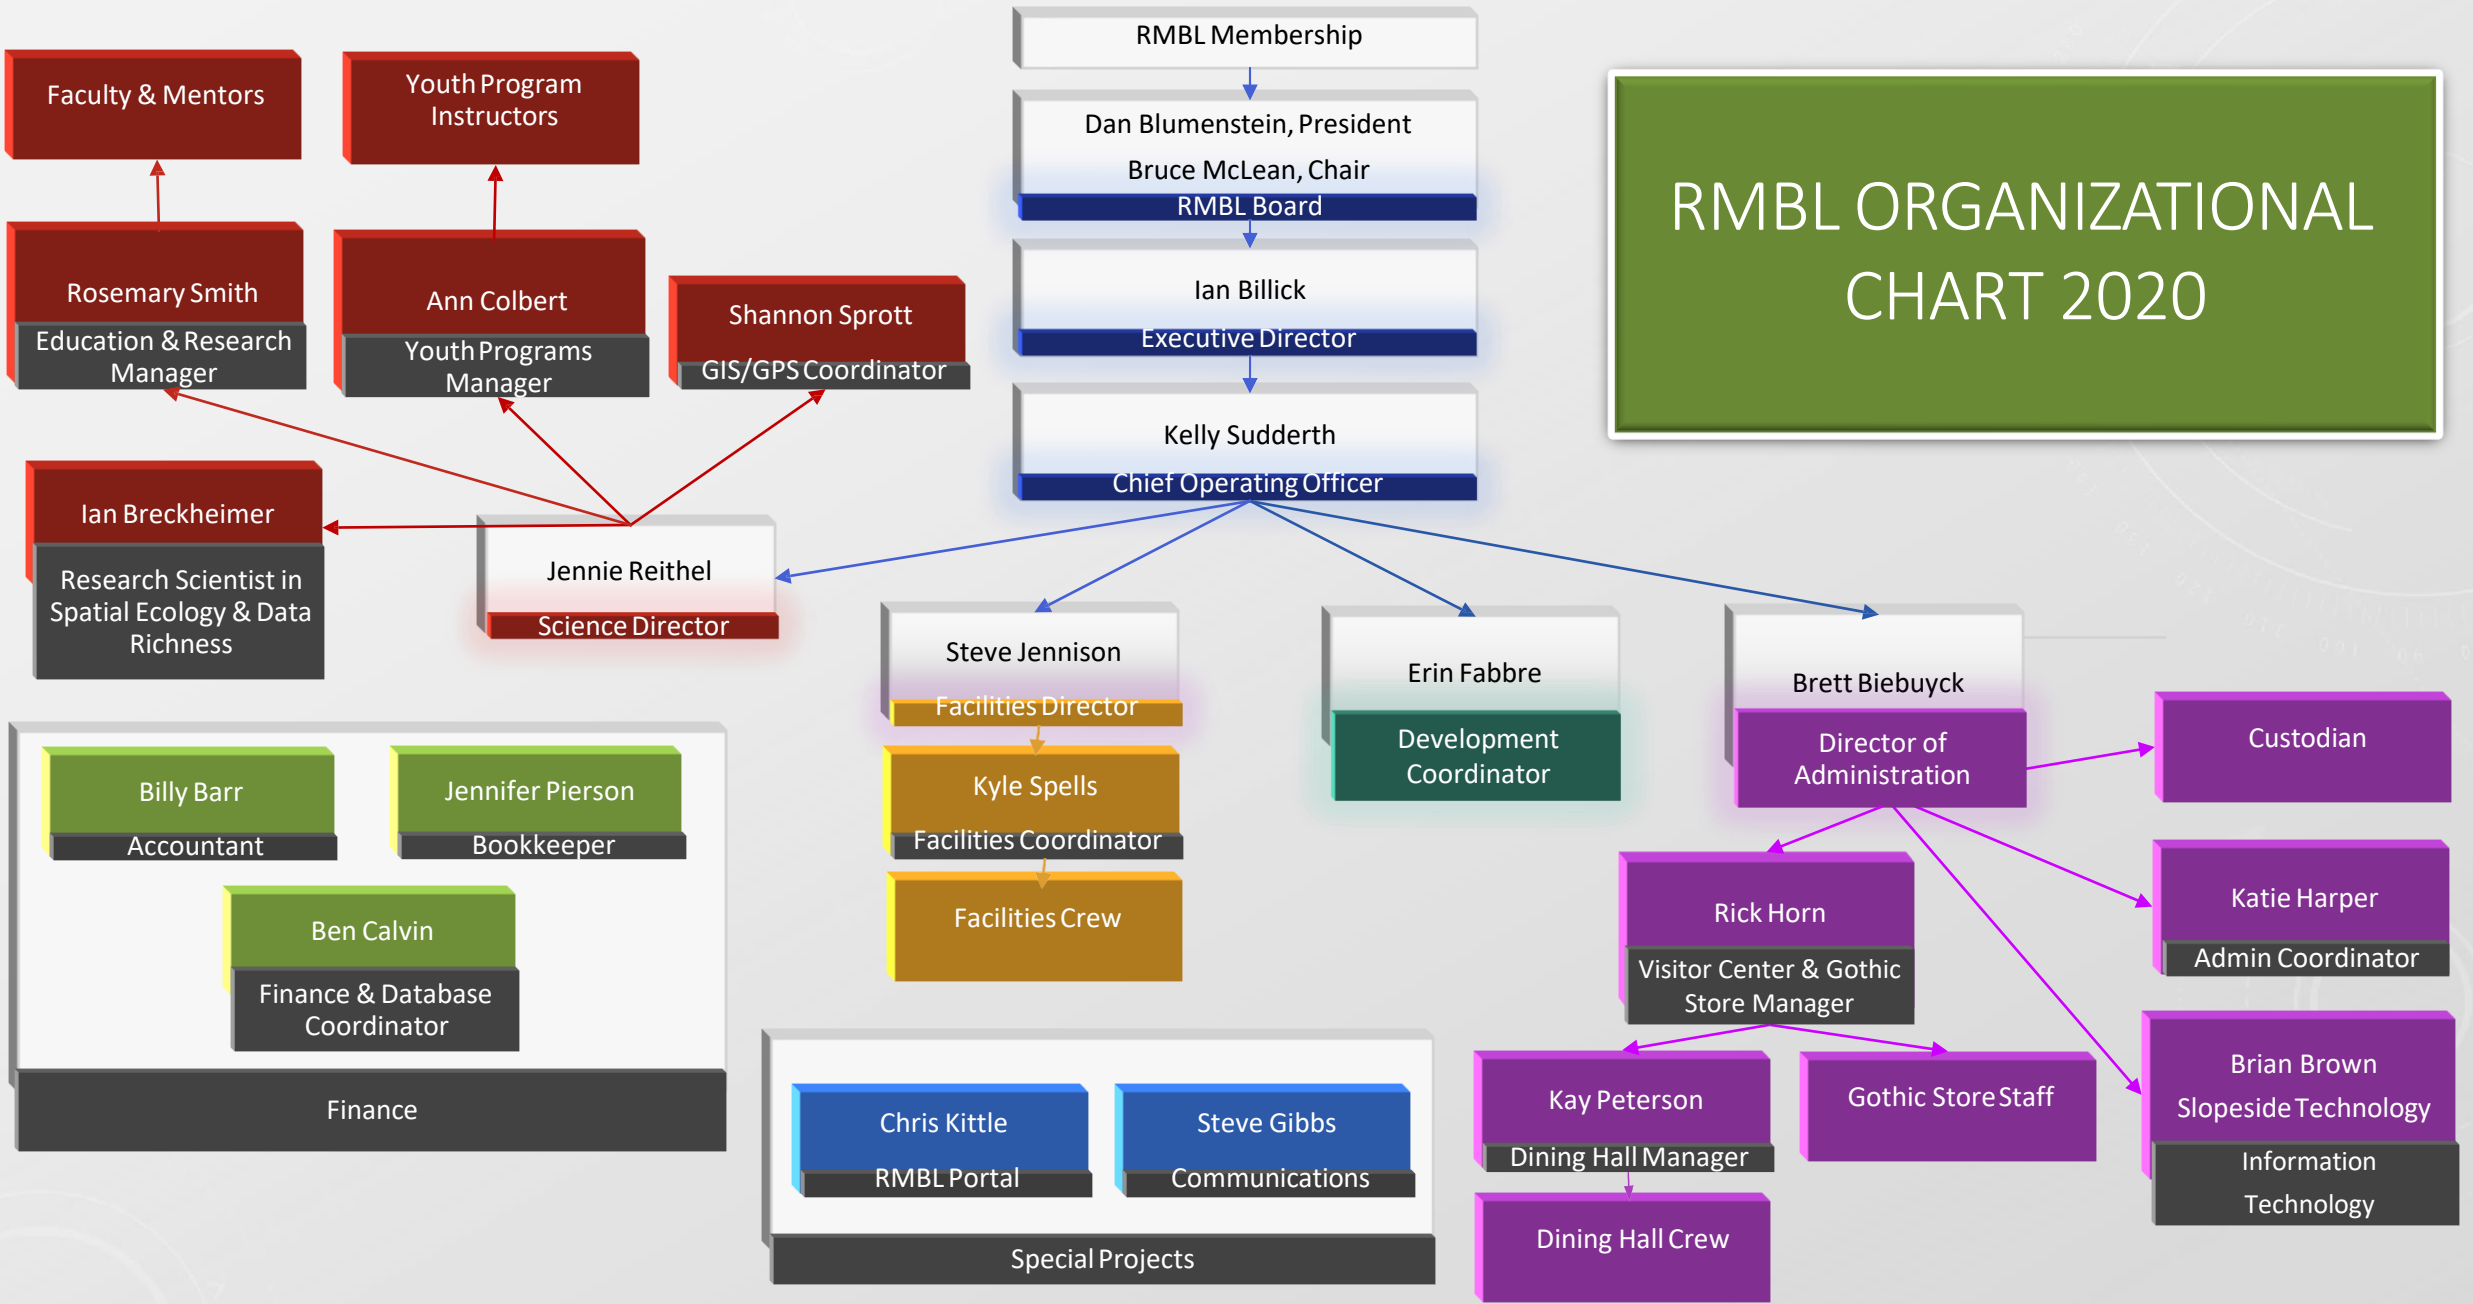 RMBL ORGANIZATIONAL
CHART 2020
RMBL Membership
Dan Blumenstein, President
Bruce McLean, Chair
RMBL Board
Ian Billick
Executive Director
Kelly Sudderth
Chief Operating Officer
Faculty & Mentors
Youth Program
Instructors
Rosemary Smith
Education & Research
Manager
Ann Colbert
Youth Programs
Manager
Shannon Sprott
GIS/GPS Coordinator
Ian Breckheimer
Research Scientist in
Spatial Ecology & Data
Richness
Jennie Reithel
Science Director
Steve Jennison
Facilities Director
Kyle Spells
Facilities Coordinator
Facilities Crew
Erin Fabbre
Development
Coordinator
Brett Biebuyck
Director of
Administration
Custodian
Katie Harper
Admin Coordinator
Rick Horn
Visitor Center & Gothic
Store Manager
Brian Brown
Slopeside Technology
Information
Technology
Kay Peterson
Dining Hall Manager
Gothic Store Staff
Dining Hall Crew
Billy Barr
Accountant
Jennifer Pierson
Bookkeeper
Ben Calvin
Finance & Database
Coordinator
Finance
Chris Kittle
RMBL Portal
Steve Gibbs
Communications
Special Projects